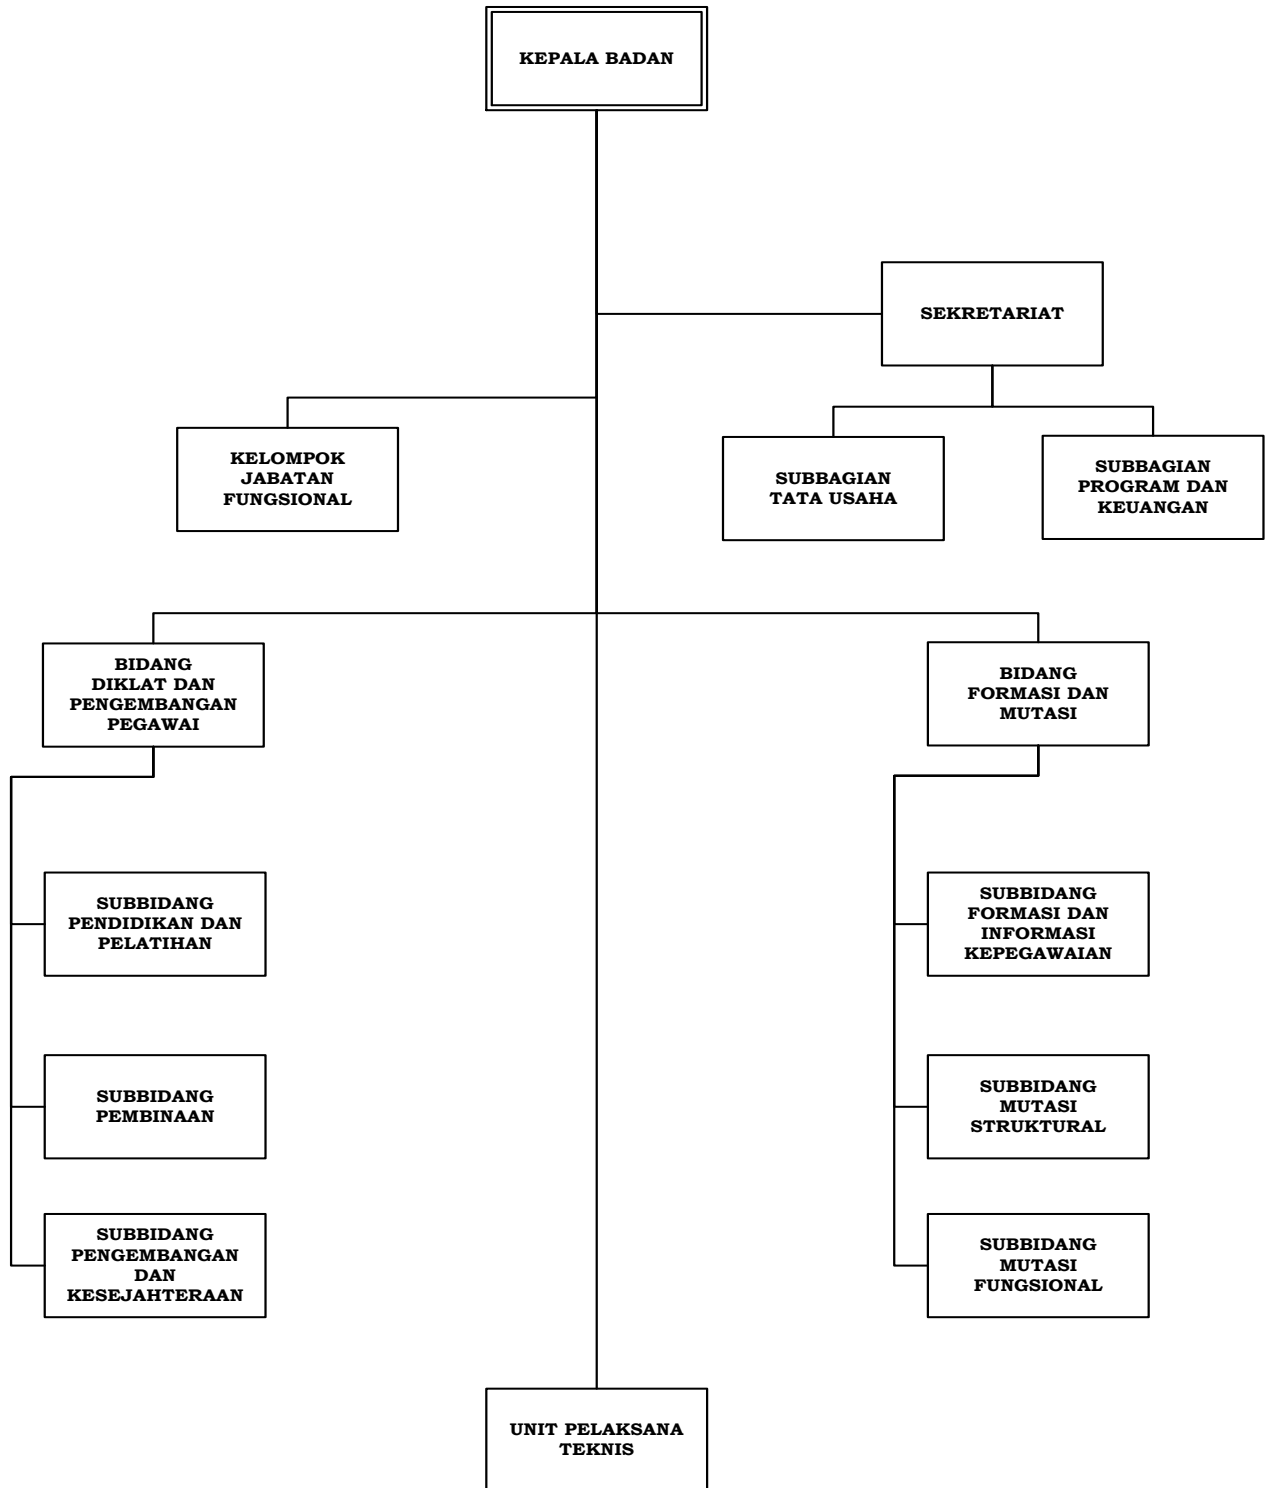 KEPALA BADAN
SEKRETARIAT
KELOMPOK
JABATAN
FUNGSIONAL
SUBBAGIAN
TATA USAHA
SUBBAGIAN
PROGRAM DAN
KEUANGAN
BIDANG
DIKLAT DAN
PENGEMBANGAN
PEGAWAI
BIDANG
FORMASI DAN
MUTASI
SUBBIDANG
PENDIDIKAN DAN
PELATIHAN
SUBBIDANG
FORMASI DAN
INFORMASI
KEPEGAWAIAN
SUBBIDANG
PEMBINAAN
SUBBIDANG
MUTASI
STRUKTURAL
SUBBIDANG
PENGEMBANGAN
DAN
KESEJAHTERAAN
SUBBIDANG
MUTASI
FUNGSIONAL
UNIT PELAKSANA
TEKNIS